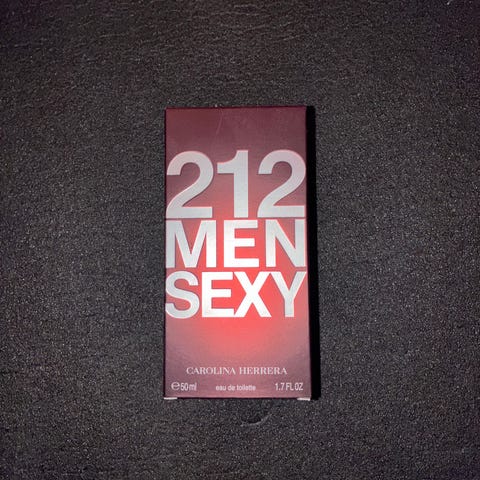 212
MEN
SEXY
CAROLINA HERRERA
℮50 ml eau de toilette 1.7 FL OZ